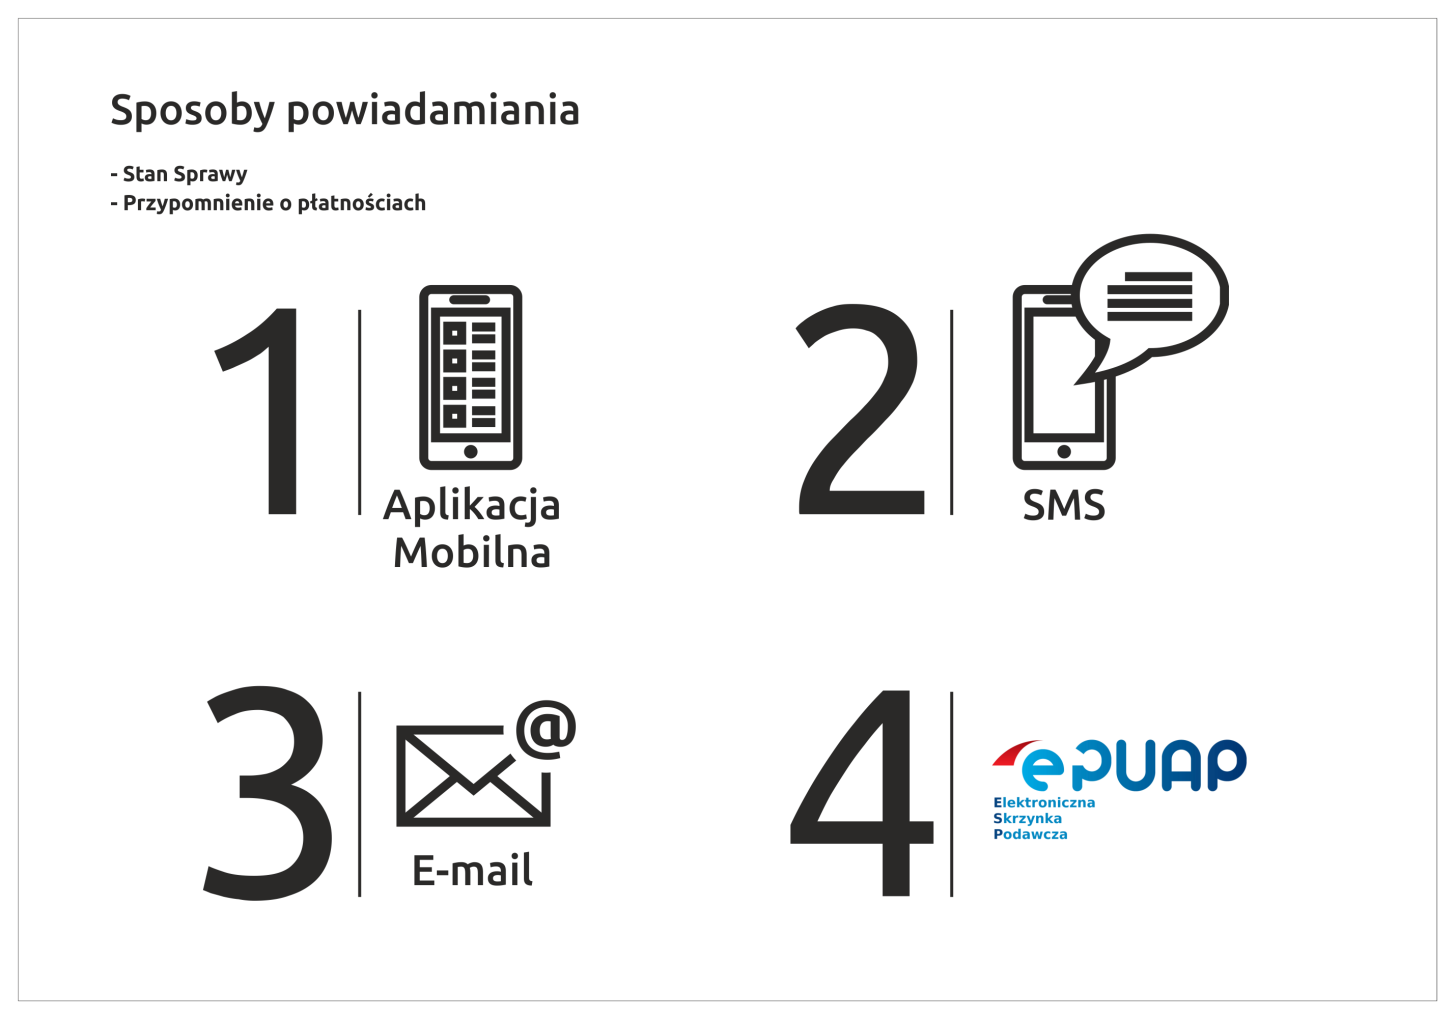 Sposoby powiadamiania
- Stan Sprawy
- Przypomnienie o płatnościach
1
Aplikacja
Mobilna
2
SMS
3
@
E-mail
4
ePUAP
Elektroniczna
Skrzynka
Podawcza